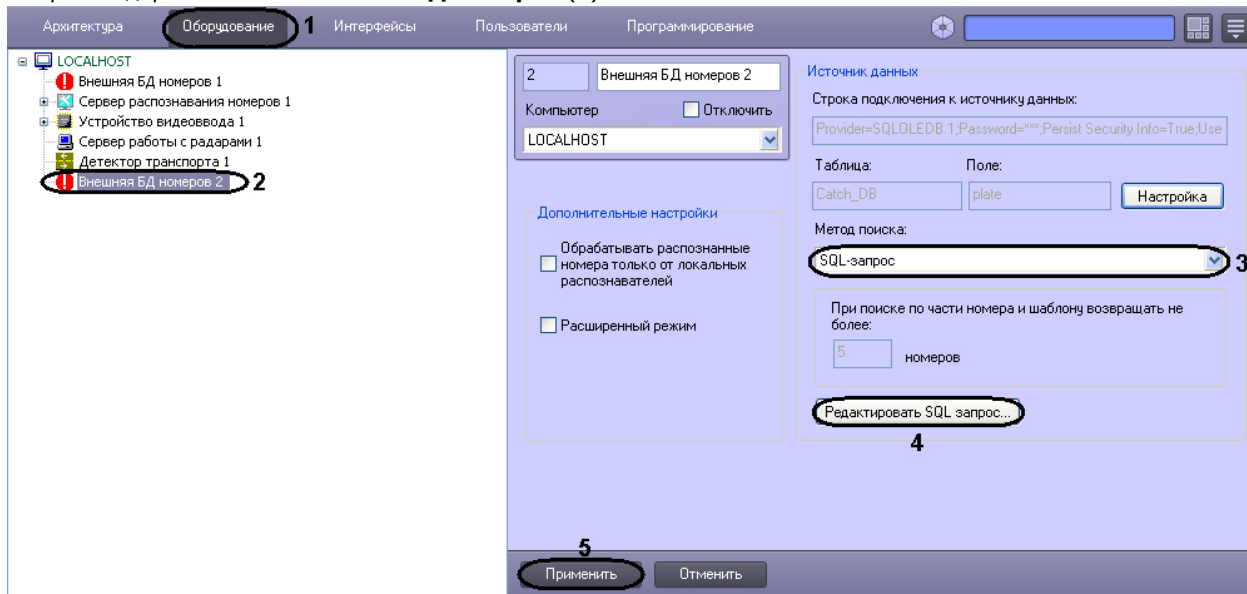 Архитектура Оборудование 1 Интерфейсы Пользователи Программирование
LOCALHOST
Внешняя БД номеров 1
Сервер распознавания номеров 1
Устройство видеоввода 1
Сервер работы с радарами 1
Детектор транспорта 1
Внешняя БД номеров 2 2
2 Внешняя БД номеров 2
Компьютер Отключить
LOCALHOST
Дополнительные настройки
Обрабатывать распознанные
номера только от локальных
распознавателей
Расширенный режим
Источник данных
Строка подключения к источнику данных:
Provider=SQLOLEDB.1;Password="***";Persist Security Info=True;Use
Таблица: Поле:
Catch_DB plate Настройка
Метод поиска:
SQL-запрос 3
При поиске по части номера и шаблону возвращать не
более:
5 номеров
Редактировать SQL запрос...
4
5
Применить Отменить